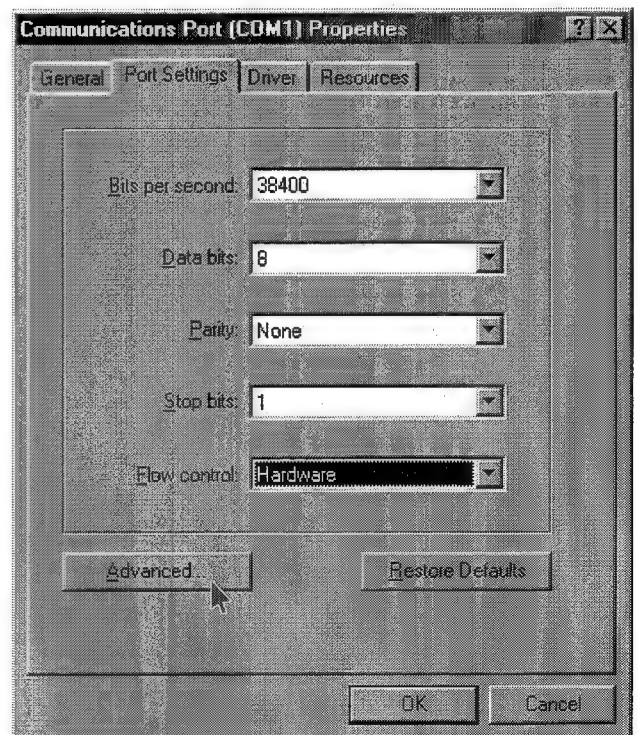 Communications Port (COM1) Properties
General Port Settings Driver Resources
Bits per second: 38400
Data bits: 8
Parity: None
Stop bits: 1
Flow control: Hardware
Advanced... Restore Defaults
OK Cancel